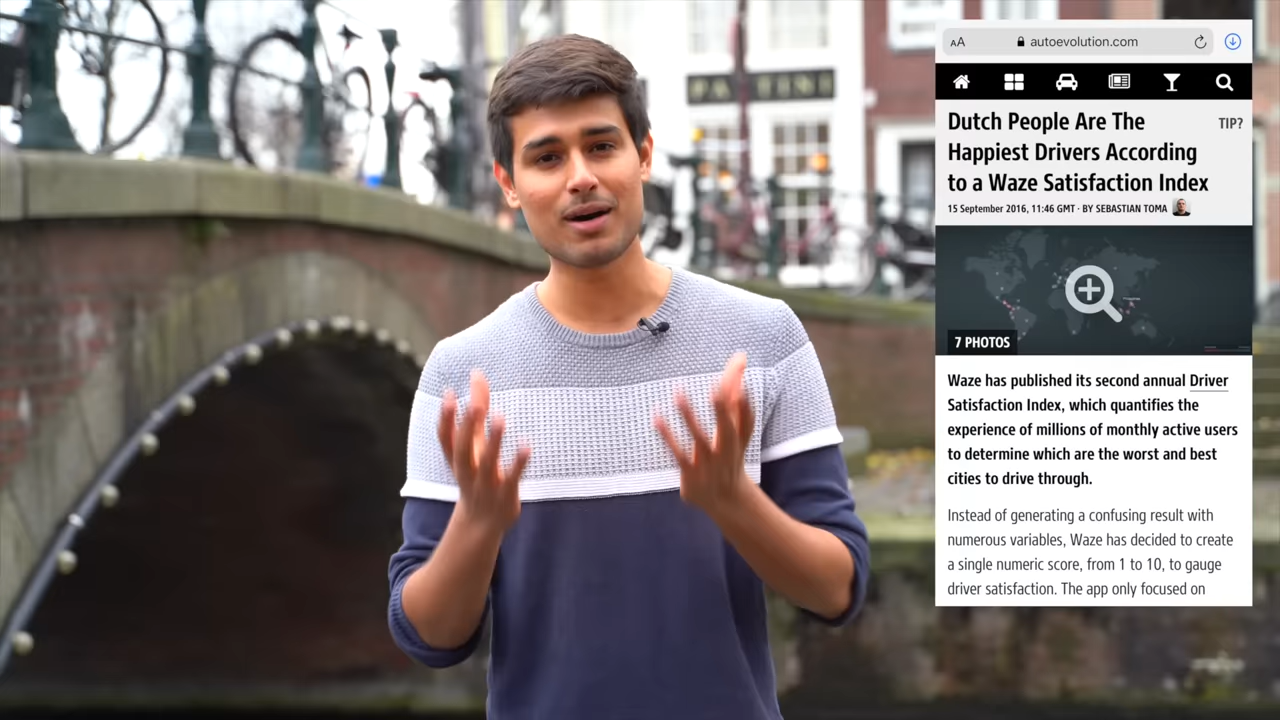 PARTINI
AA autoevolution.com
Dutch People Are The
TIP?
Happiest Drivers According
to a Waze Satisfaction Index
15 September 2016, 11:46 GMT · BY SEBASTIAN TOMA
7 PHOTOS
Waze has published its second annual Driver
Satisfaction Index, which quantifies the
experience of millions of monthly active users
to determine which are the worst and best
cities to drive through.
Instead of generating a confusing result with
numerous variables, Waze has decided to create
a single numeric score, from 1 to 10, to gauge
driver satisfaction. The app only focused on